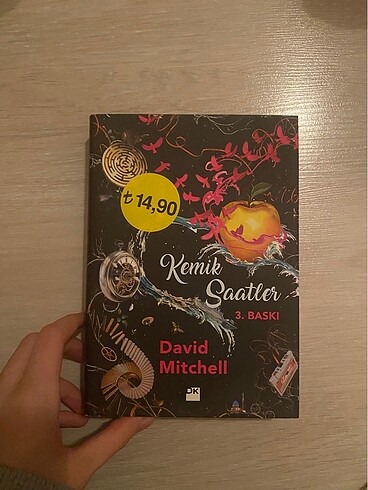 ₺ 14,90
Kemik
Saatler
3. BASKI
David
Mitchell
DK